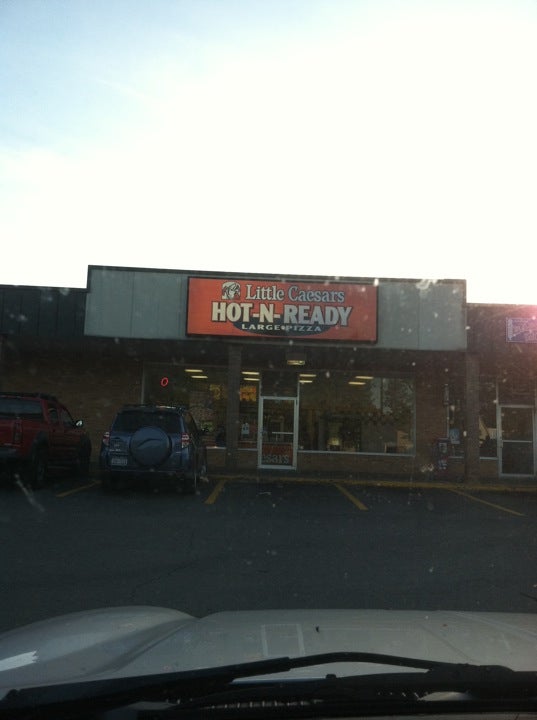 Little Caesars
HOT-N-READY
LARGE PIZZA